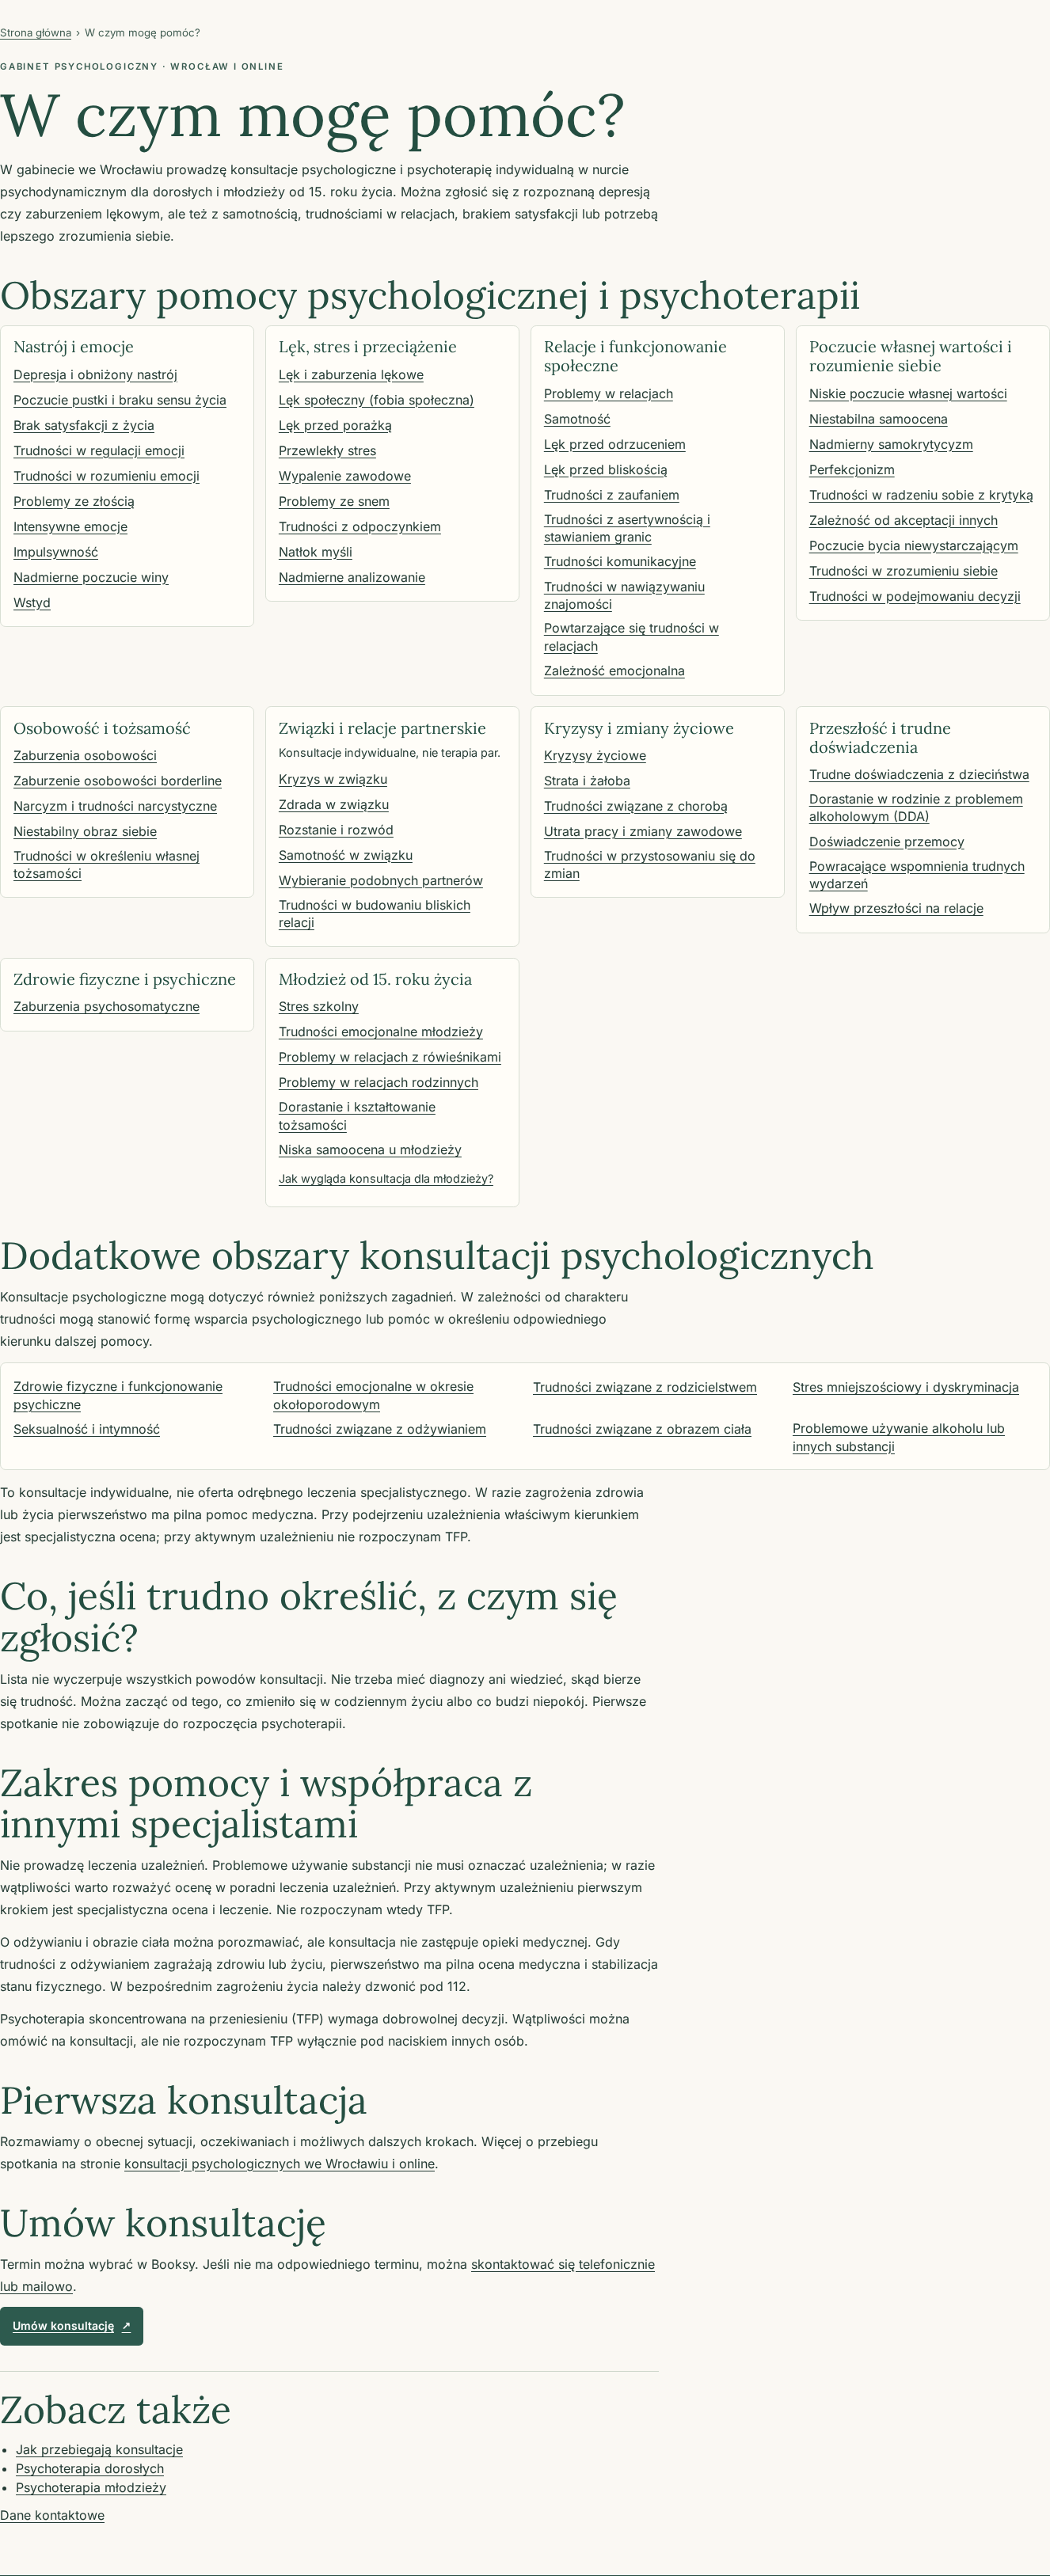 Strona główna › W czym mogę pomóc?
GABINET PSYCHOLOGICZNY · WROCŁAW I ONLINE
W czym mogę pomóc?
W gabinecie we Wrocławiu prowadzę konsultacje psychologiczne i psychoterapię indywidualną w nurcie
psychodynamicznym dla dorosłych i młodzieży od 15. roku życia. Można zgłosić się z rozpoznaną depresją
czy zaburzeniem lękowym, ale też z samotnością, trudnościami w relacjach, brakiem satysfakcji lub potrzebą
lepszego zrozumienia siebie.
Obszary pomocy psychologicznej i psychoterapii
Nastrój i emocje
Depresja i obniżony nastrój
Poczucie pustki i braku sensu życia
Brak satysfakcji z życia
Trudności w regulacji emocji
Trudności w rozumieniu emocji
Problemy ze złością
Intensywne emocje
Impulsywność
Nadmierne poczucie winy
Wstyd
Lęk, stres i przeciążenie
Lęk i zaburzenia lękowe
Lęk społeczny (fobia społeczna)
Lęk przed porażką
Przewlekły stres
Wypalenie zawodowe
Problemy ze snem
Trudności z odpoczynkiem
Natłok myśli
Nadmierne analizowanie
Relacje i funkcjonowanie
społeczne
Problemy w relacjach
Samotność
Lęk przed odrzuceniem
Lęk przed bliskością
Trudności z zaufaniem
Trudności z asertywnością i
stawianiem granic
Trudności komunikacyjne
Trudności w nawiązywaniu
znajomości
Powtarzające się trudności w
relacjach
Zależność emocjonalna
Poczucie własnej wartości i
rozumienie siebie
Niskie poczucie własnej wartości
Niestabilna samoocena
Nadmierny samokrytycyzm
Perfekcjonizm
Trudności w radzeniu sobie z krytyką
Zależność od akceptacji innych
Poczucie bycia niewystarczającym
Trudności w zrozumieniu siebie
Trudności w podejmowaniu decyzji
Osobowość i tożsamość
Zaburzenia osobowości
Zaburzenie osobowości borderline
Narcyzm i trudności narcystyczne
Niestabilny obraz siebie
Trudności w określeniu własnej
tożsamości
Związki i relacje partnerskie
Konsultacje indywidualne, nie terapia par.
Kryzys w związku
Zdrada w związku
Rozstanie i rozwód
Samotność w związku
Wybieranie podobnych partnerów
Trudności w budowaniu bliskich
relacji
Kryzysy i zmiany życiowe
Kryzysy życiowe
Strata i żałoba
Trudności związane z chorobą
Utrata pracy i zmiany zawodowe
Trudności w przystosowaniu się do
zmian
Przeszłość i trudne
doświadczenia
Trudne doświadczenia z dzieciństwa
Dorastanie w rodzinie z problemem
alkoholowym (DDA)
Doświadczenie przemocy
Powracające wspomnienia trudnych
wydarzeń
Wpływ przeszłości na relacje
Zdrowie fizyczne i psychiczne
Zaburzenia psychosomatyczne
Młodzież od 15. roku życia
Stres szkolny
Trudności emocjonalne młodzieży
Problemy w relacjach z rówieśnikami
Problemy w relacjach rodzinnych
Dorastanie i kształtowanie
tożsamości
Niska samoocena u młodzieży
Jak wygląda konsultacja dla młodzieży?
Dodatkowe obszary konsultacji psychologicznych
Konsultacje psychologiczne mogą dotyczyć również poniższych zagadnień. W zależności od charakteru
trudności mogą stanowić formę wsparcia psychologicznego lub pomóc w określeniu odpowiedniego
kierunku dalszej pomocy.
Zdrowie fizyczne i funkcjonowanie
psychiczne
Trudności emocjonalne w okresie
okołoporodowym
Trudności związane z rodzicielstwem
Stres mniejszościowy i dyskryminacja
Seksualność i intymność
Trudności związane z odżywianiem
Trudności związane z obrazem ciała
Problemowe używanie alkoholu lub
innych substancji
To konsultacje indywidualne, nie oferta odrębnego leczenia specjalistycznego. W razie zagrożenia zdrowia
lub życia pierwszeństwo ma pilna pomoc medyczna. Przy podejrzeniu uzależnienia właściwym kierunkiem
jest specjalistyczna ocena; przy aktywnym uzależnieniu nie rozpoczynam TFP.
Co, jeśli trudno określić, z czym się
zgłosić?
Lista nie wyczerpuje wszystkich powodów konsultacji. Nie trzeba mieć diagnozy ani wiedzieć, skąd bierze
się trudność. Można zacząć od tego, co zmieniło się w codziennym życiu albo co budzi niepokój. Pierwsze
spotkanie nie zobowiązuje do rozpoczęcia psychoterapii.
Zakres pomocy i współpraca z
innymi specjalistami
Nie prowadzę leczenia uzależnień. Problemowe używanie substancji nie musi oznaczać uzależnienia; w razie
wątpliwości warto rozważyć ocenę w poradni leczenia uzależnień. Przy aktywnym uzależnieniu pierwszym
krokiem jest specjalistyczna ocena i leczenie. Nie rozpoczynam wtedy TFP.
O odżywianiu i obrazie ciała można porozmawiać, ale konsultacja nie zastępuje opieki medycznej. Gdy
trudności z odżywianiem zagrażają zdrowiu lub życiu, pierwszeństwo ma pilna ocena medyczna i stabilizacja
stanu fizycznego. W bezpośrednim zagrożeniu życia należy dzwonić pod 112.
Psychoterapia skoncentrowana na przeniesieniu (TFP) wymaga dobrowolnej decyzji. Wątpliwości można
omówić na konsultacji, ale nie rozpoczynam TFP wyłącznie pod naciskiem innych osób.
Pierwsza konsultacja
Rozmawiamy o obecnej sytuacji, oczekiwaniach i możliwych dalszych krokach. Więcej o przebiegu
spotkania na stronie konsultacji psychologicznych we Wrocławiu i online.
Umów konsultację
Termin można wybrać w Booksy. Jeśli nie ma odpowiedniego terminu, można skontaktować się telefonicznie
lub mailowo.
Umów konsultację ↗
Zobacz także
• Jak przebiegają konsultacje
• Psychoterapia dorosłych
• Psychoterapia młodzieży
Dane kontaktowe